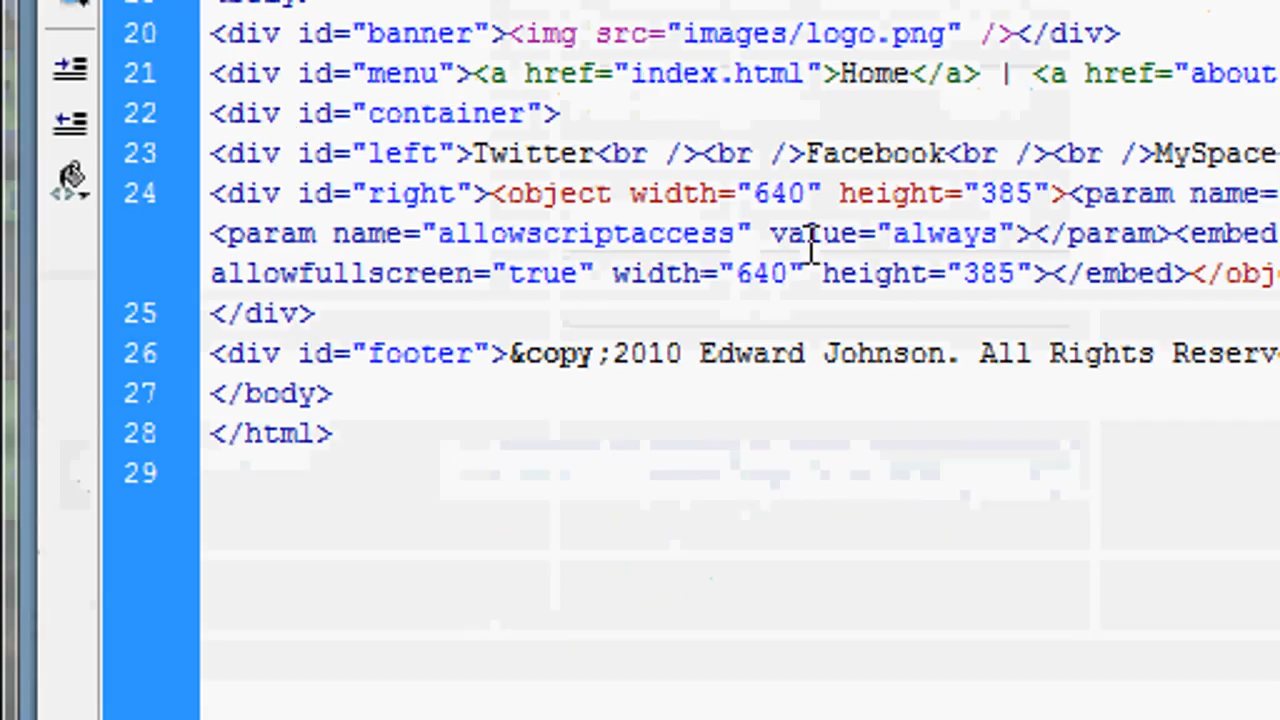 20 <div id="banner"><img src="images/logo.png" /></div>
21 <div id="menu"><a href="index.html">Home</a> | <a href="about
22 <div id="container">
23 <div id="left">Twitter<br /><br />Facebook<br /><br />MySpace
24 <div id="right"><object width="640" height="385"><param name=
<param name="allowscriptaccess" value="always"></param><embed
allowfullscreen="true" width="640" height="385"></embed></obj
25 </div>
26 <div id="footer">&copy;2010 Edward Johnson. All Rights Reserv
27 </body>
28 </html>
29